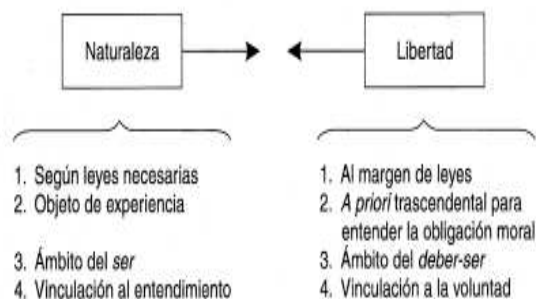 Naturaleza
Libertad
1. Según leyes necesarias
2. Objeto de experiencia
3. Ámbito del ser
4. Vinculación al entendimiento
1. Al margen de leyes
2. A priori trascendental para
entender la obligación moral
3. Ámbito del deber-ser
4. Vinculación a la voluntad